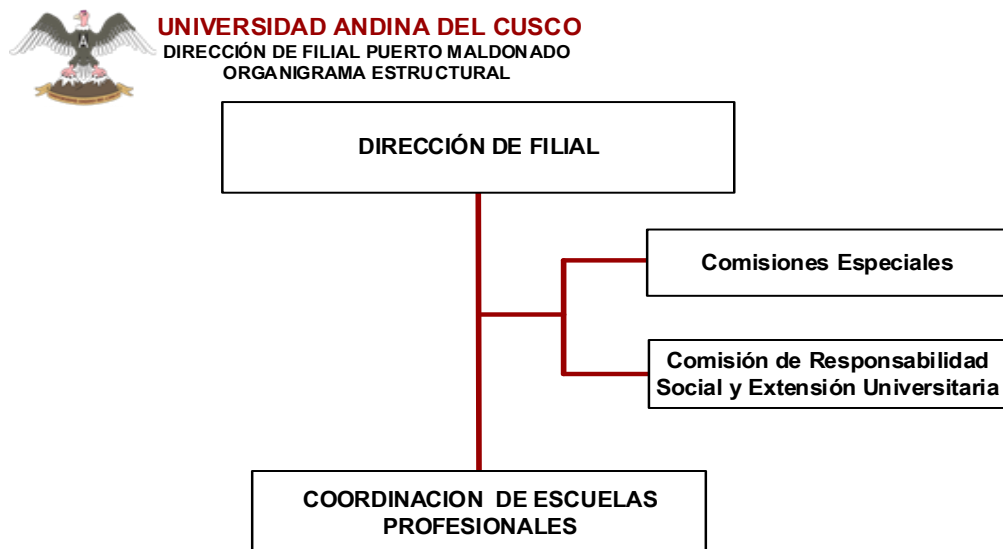 UNIVERSIDAD ANDINA DEL CUSCO
DIRECCIÓN DE FILIAL PUERTO MALDONADO
ORGANIGRAMA ESTRUCTURAL
DIRECCIÓN DE FILIAL
Comisiones Especiales
Comisión de Responsabilidad
Social y Extensión Universitaria
COORDINACION DE ESCUELAS
PROFESIONALES